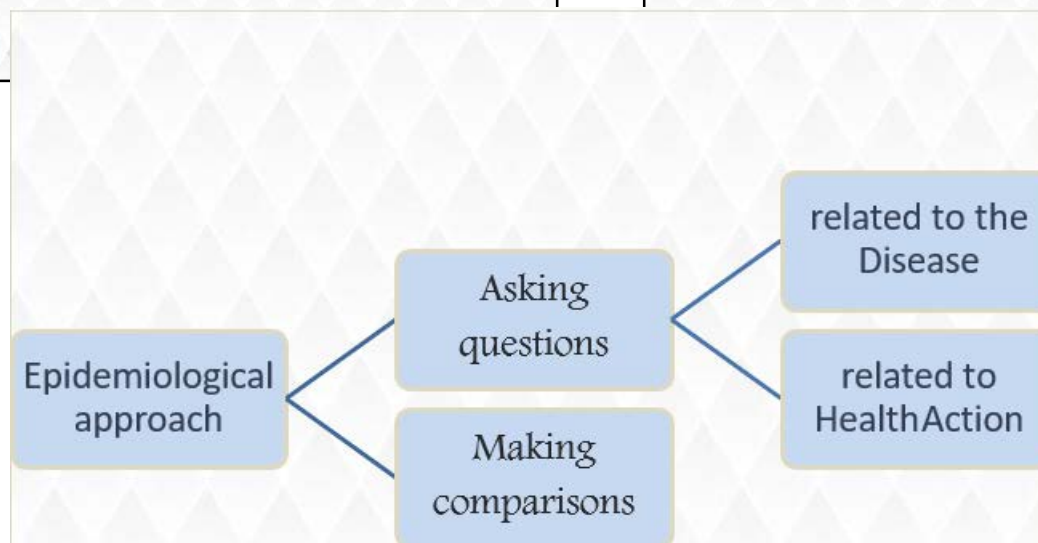 Epidemiological
approach
Asking
questions
Making
comparisons
related to the
Disease
related to
HealthAction